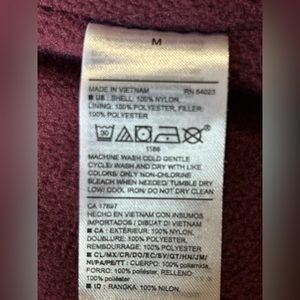 M
MADE IN VIETNAM RN 54023
■ US : SHELL: 100% NYLON,
LINING: 100% POLYESTER, FILLER:
100% POLYESTER
30
1166
MACHINE WASH COLD GENTLE
CYCLE/ WASH AND DRY WITH LIKE
COLORS/ ONLY NON-CHLORINE
BLEACH WHEN NEEDED/ TUMBLE DRY
LOW/ COOL IRON/ DO NOT DRY CLEAN
CA 17897
HECHO EN VIETNAM CON INSUMOS
IMPORTADOS / DIBUAT DI VIETNAM
■ CA : EXTÉRIEUR: 100% NYLON,
DOUBLURE: 100% POLYESTER,
REMBOURRAGE: 100% POLYESTER
■ CL/MX/CR/DO/EC/SV/GT/HN/JM/
NI/PA/PE/TT : Cuerpo: 100% poliamida,
Forro: 100% poliéster, Relleno:
100% poliéster
■ ID : RANGKA: 100% NILON,